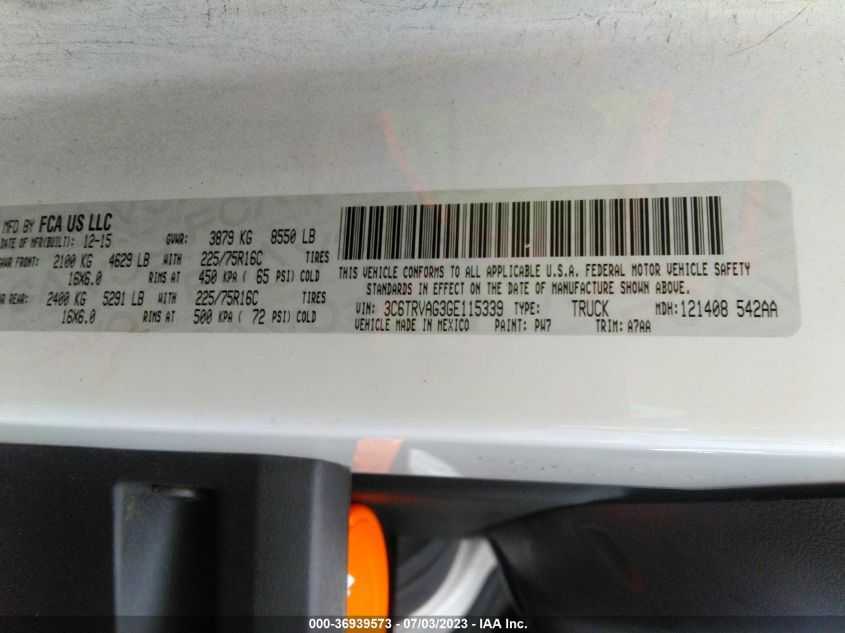 MFD BY FCA US LLC
DATE OF MFR(BUILT): 12-15 GVWR: 3879 KG 8550 LB
GAWR FRONT: 2100 KG 4629 LB WITH 225/75R16C TIRES
16X6.0 RIMS AT 450 KPA ( 65 PSI) COLD
REAR: 2400 KG 5291 LB WITH 225/75R16C TIRES
16X6.0 RIMS AT 500 KPA ( 72 PSI) COLD
THIS VEHICLE CONFORMS TO ALL APPLICABLE U.S.A. FEDERAL MOTOR VEHICLE SAFETY
STANDARDS IN EFFECT ON THE DATE OF MANUFACTURE SHOWN ABOVE.
VIN: 3C6TRVAG3GE115339 TYPE: TRUCK MDH:121408 542AA
VEHICLE MADE IN MEXICO PAINT: PW7 TRIM: A7AA
000-36939573 - 07/03/2023 - IAA Inc.